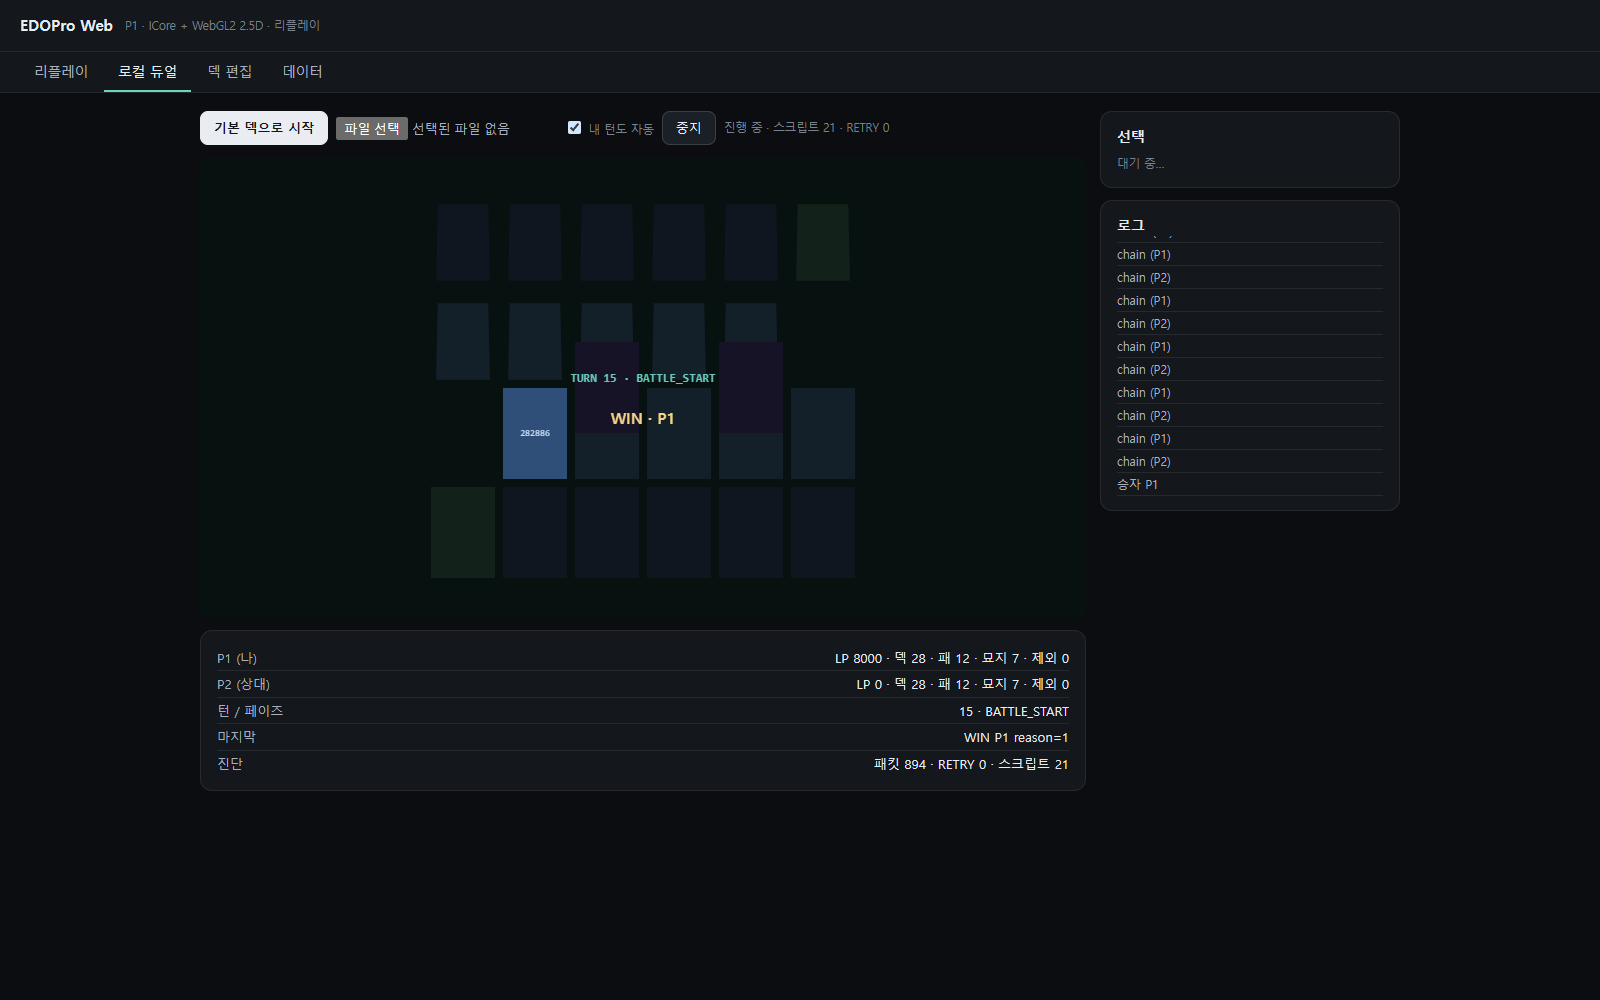 EDOPro Web P1 · ICore + WebGL2 2.5D · 리플레이
리플레이 로컬 듀얼 덱 편집 데이터
기본 덱으로 시작 파일 선택 선택된 파일 없음 내 턴도 자동 중지 진행 중 · 스크립트 21 · RETRY 0
TURN 15 · BATTLE_START
WIN · P1
282886
P1 (나) LP 8000 · 덱 28 · 패 12 · 묘지 7 · 제외 0
P2 (상대) LP 0 · 덱 28 · 패 12 · 묘지 7 · 제외 0
턴 / 페이즈 15 · BATTLE_START
마지막 WIN P1 reason=1
진단 패킷 894 · RETRY 0 · 스크립트 21
선택
대기 중...
로그
chain (P1)
chain (P2)
chain (P1)
chain (P2)
chain (P1)
chain (P2)
chain (P1)
chain (P2)
chain (P1)
chain (P2)
승자 P1